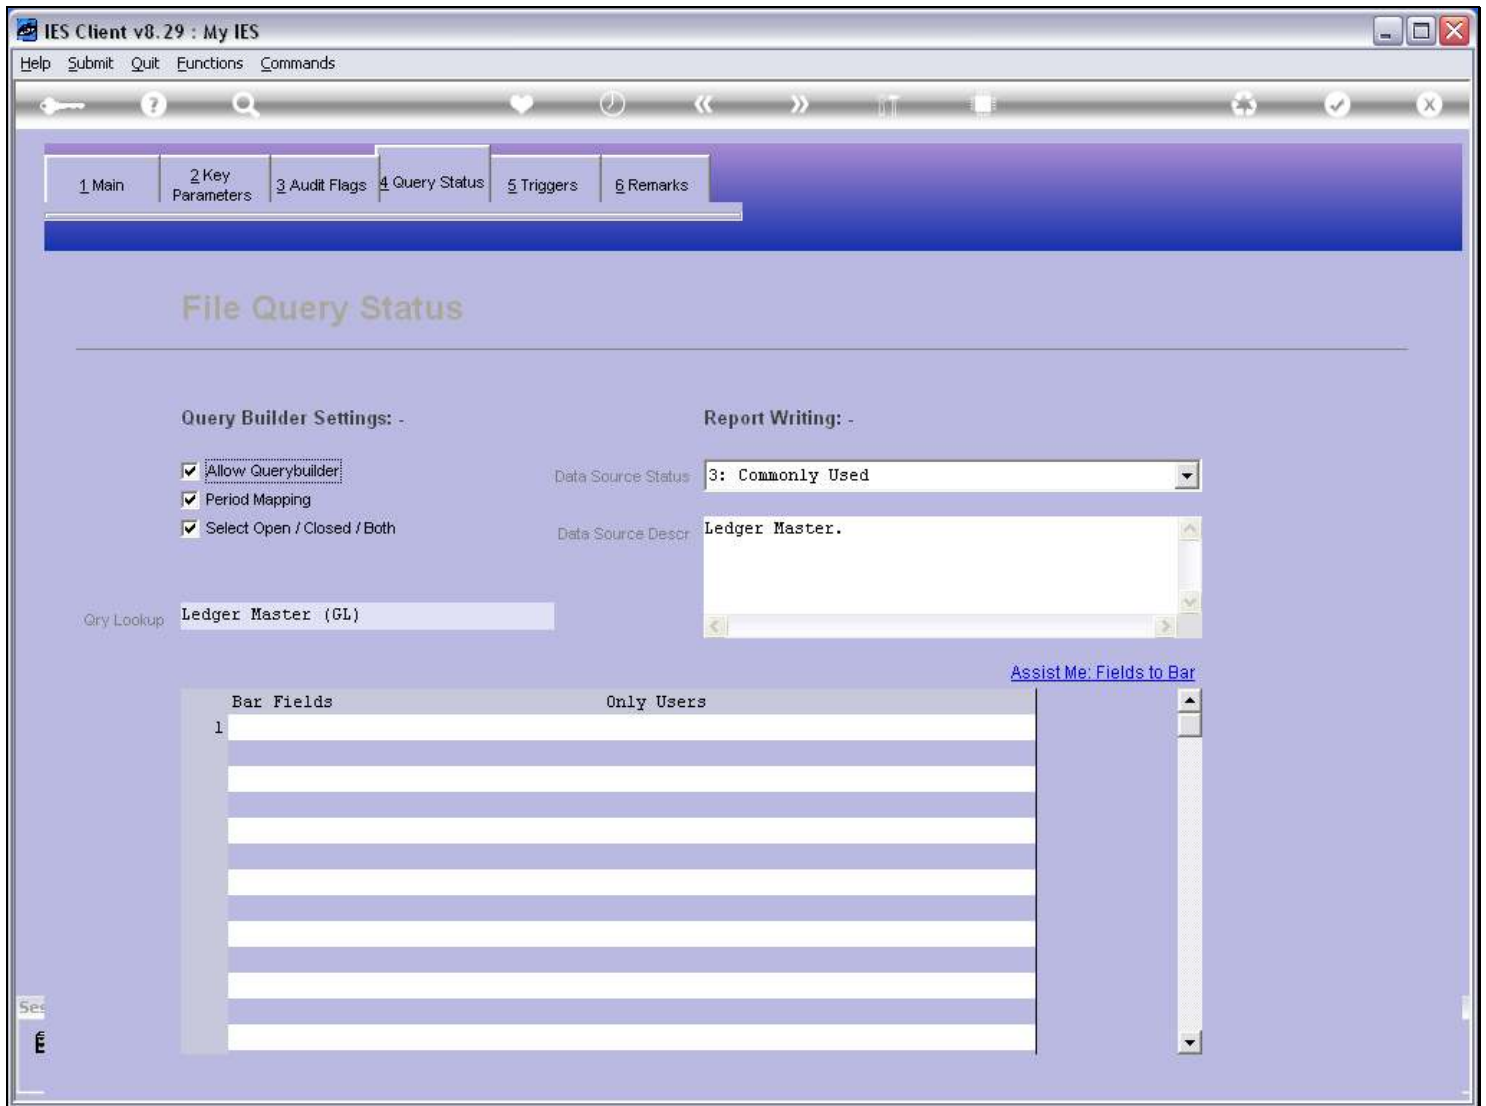 IES Client v8.29 : My IES
Help Submit Quit Functions Commands
1 Main
2 Key Parameters
3 Audit Flags
4 Query Status
5 Triggers
6 Remarks
File Query Status
Query Builder Settings: -
Report Writing: -
Allow Querybuilder
Data Source Status 3: Commonly Used
Period Mapping
Select Open / Closed / Both
Data Source Descr Ledger Master.
Qry Lookup Ledger Master (GL)
Assist Me: Fields to Bar
Bar Fields Only Users
1